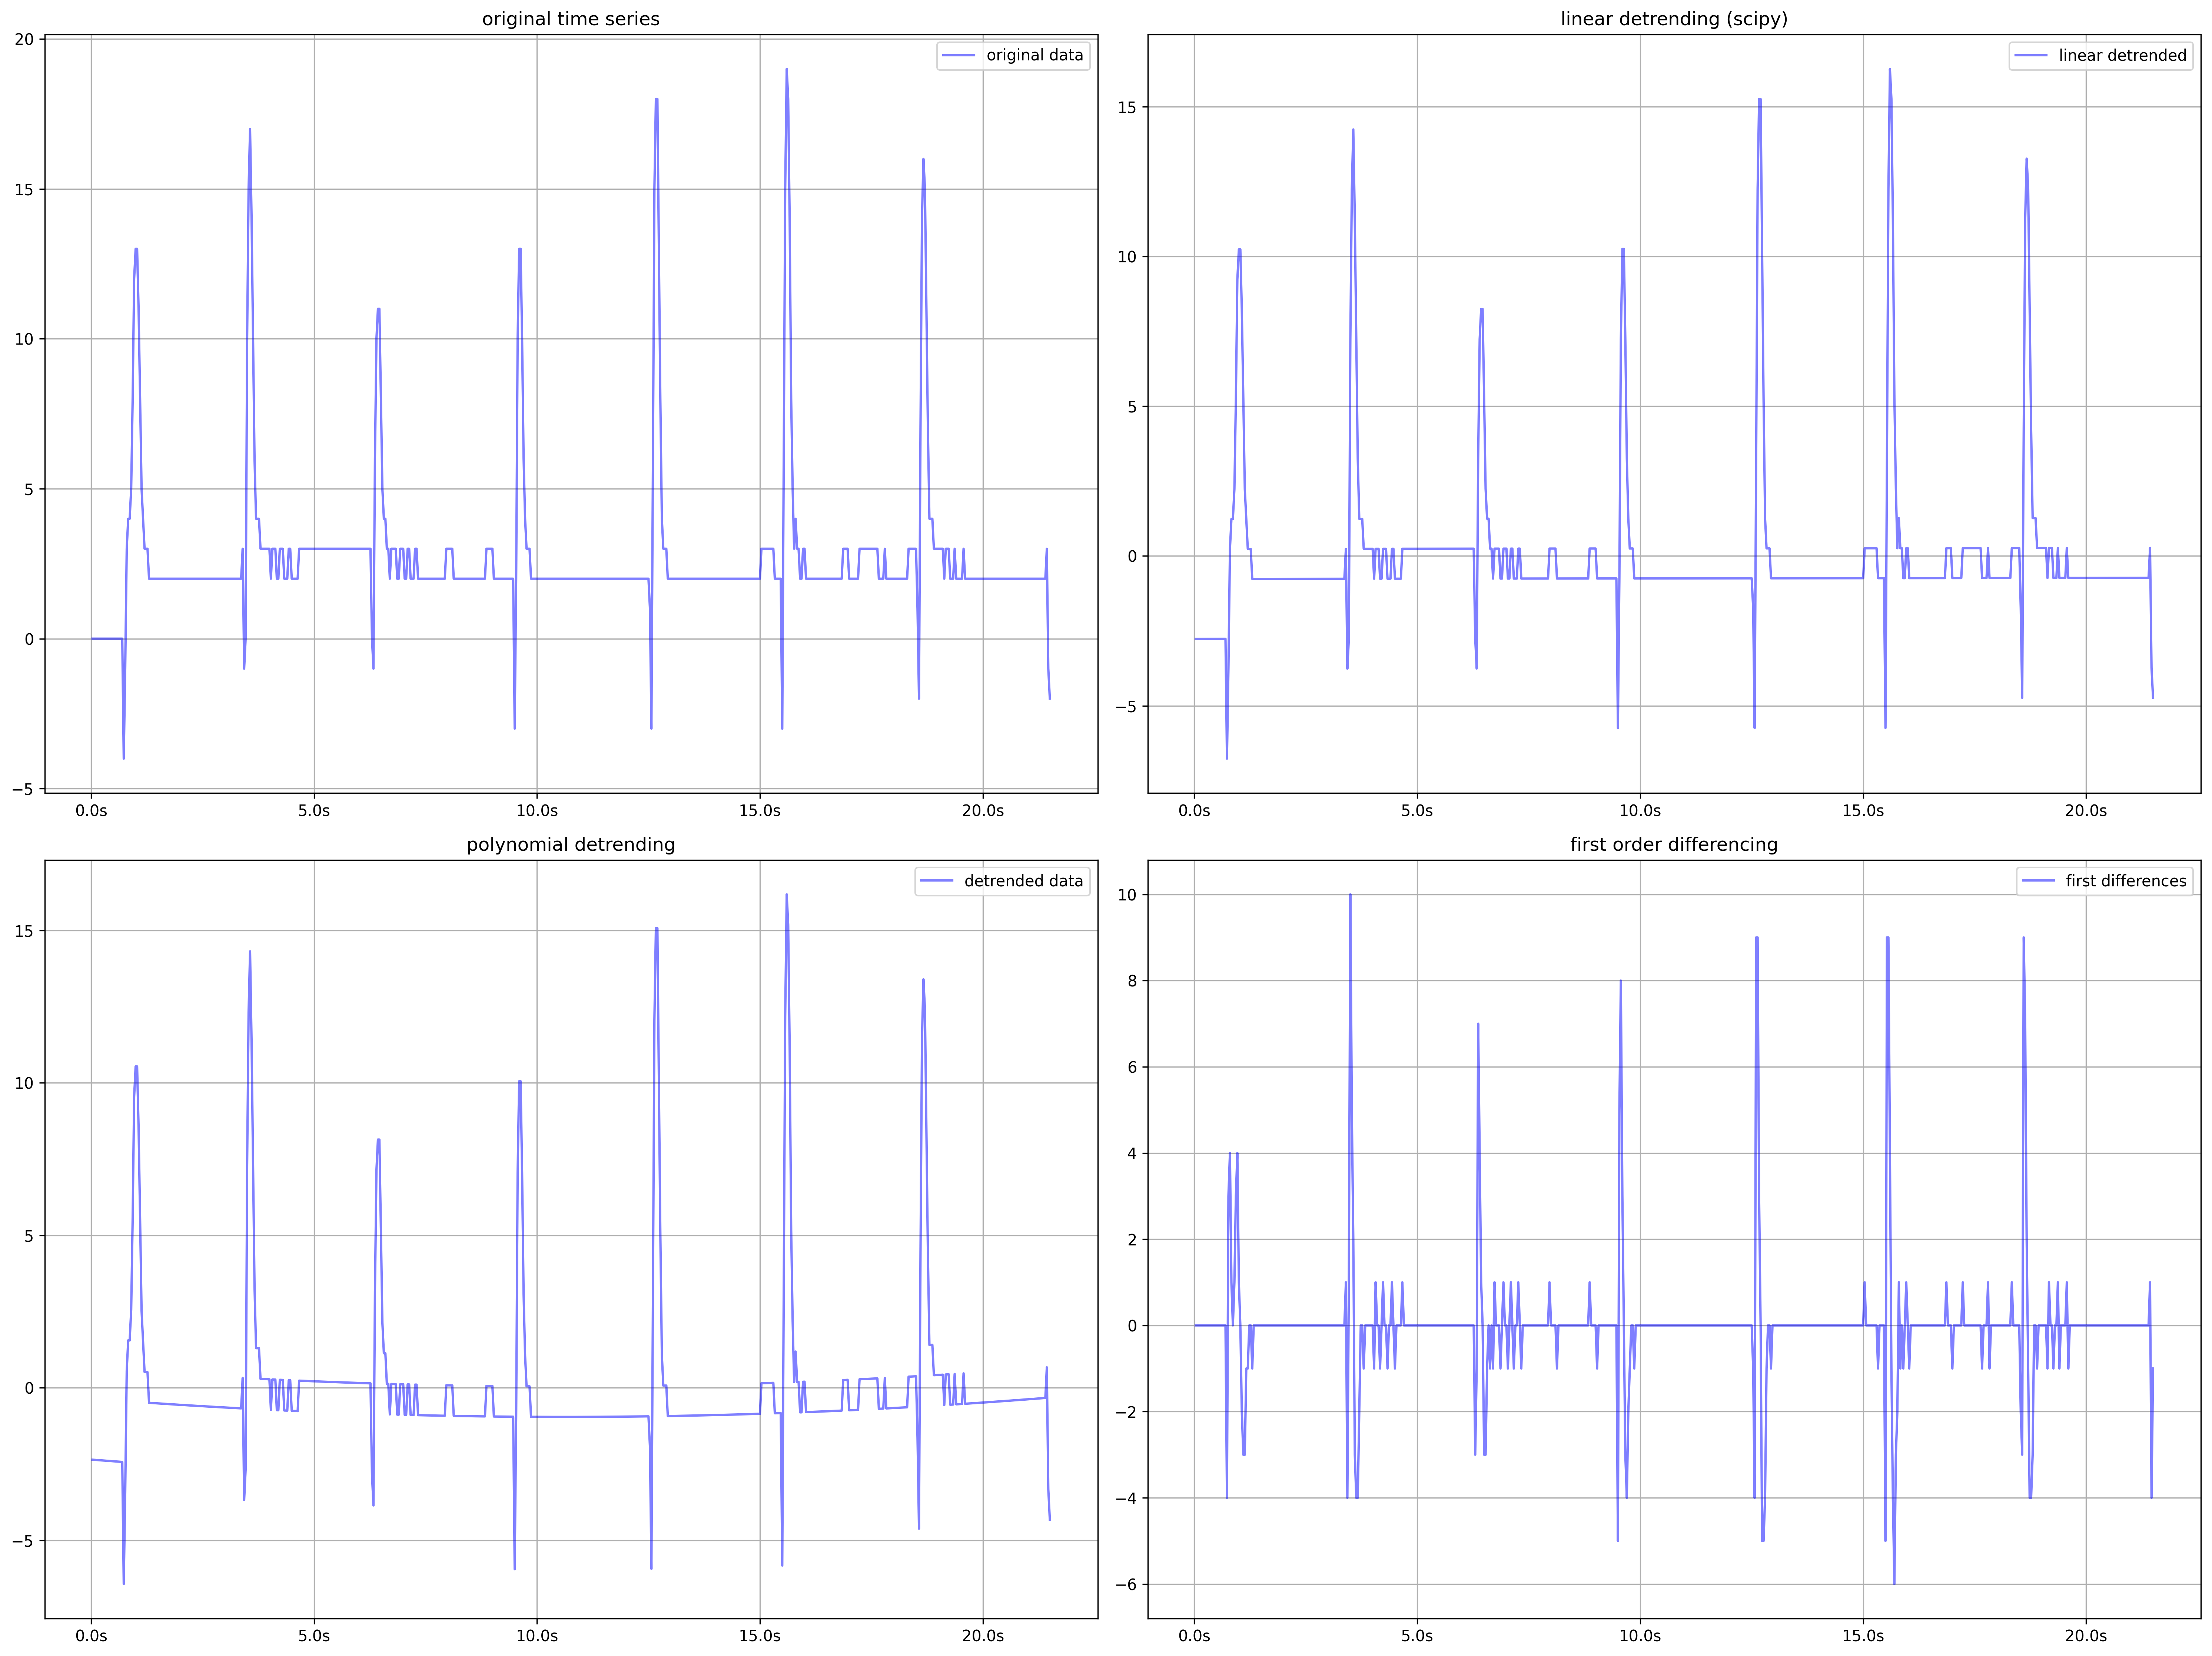 original time series
original data
20
15
10
5
0
−5
0.0s 5.0s 10.0s 15.0s 20.0s
linear detrending (scipy)
linear detrended
15
10
5
0
−5
0.0s 5.0s 10.0s 15.0s 20.0s
polynomial detrending
detrended data
15
10
5
0
−5
0.0s 5.0s 10.0s 15.0s 20.0s
first order differencing
first differences
10
8
6
4
2
0
−2
−4
−6
0.0s 5.0s 10.0s 15.0s 20.0s